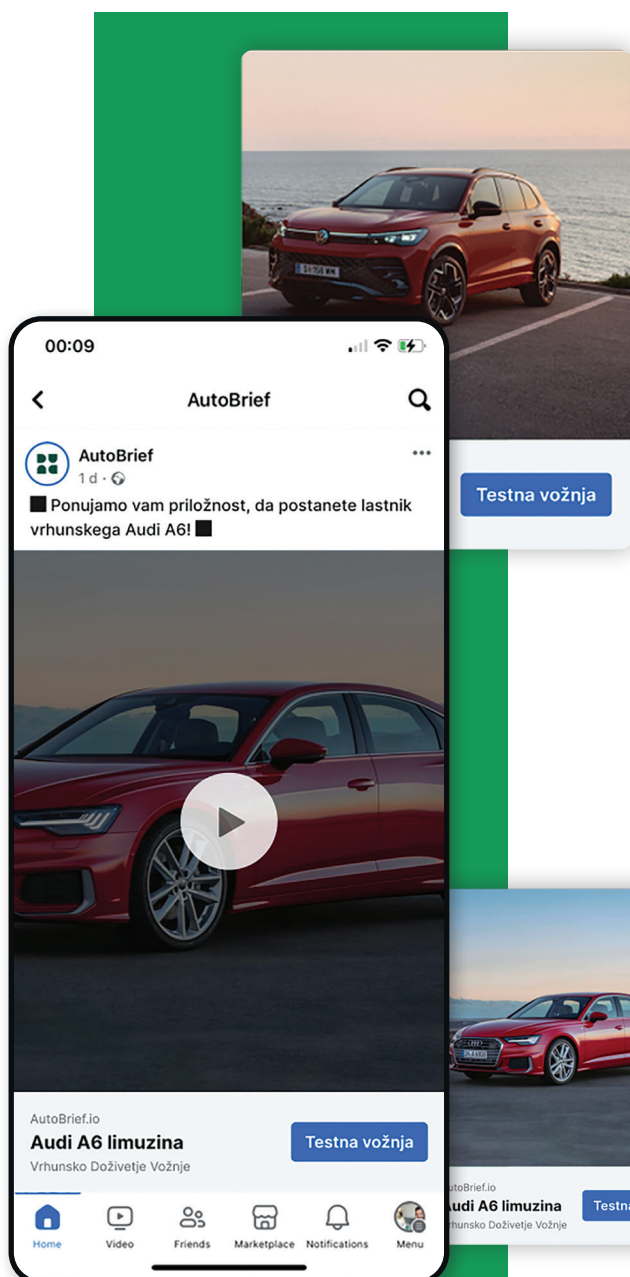 00:09
AutoBrief
AutoBrief
1 d
Ponujamo vam priložnost, da postanete lastnik
vrhunskega Audi A6!
AutoBrief.io
Audi A6 limuzina
Vrhunsko Doživetje Vožnje
Testna vožnja
Home
Video
Friends
Marketplace
Notifications
Menu
Testna vožnja
utoBrief.io
udi A6 limuzina
rhunsko Doživetje Vožnje
Testna